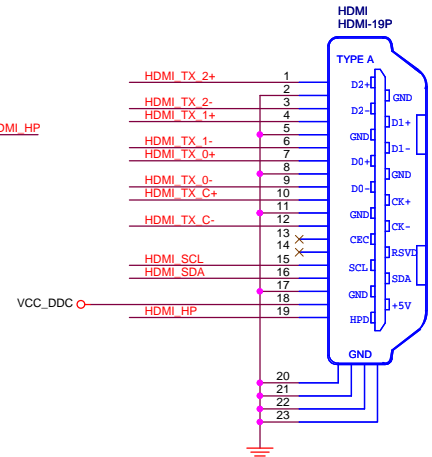 HDMI
HDMI-19P
TYPE A
HDMI_TX_2+ 1 D2+
2 GND
HDMI_TX_2- 3 D2-
HDMI_TX_1+ 4 D1+
5 GND
HDMI_TX_1- 6 D1-
HDMI_TX_0+ 7 D0+
8 GND
HDMI_TX_0- 9 D0-
HDMI_TX_C+ 10 CK+
11 GND
HDMI_TX_C- 12 CK-
13 CEC
14 RSVD
HDMI_SCL 15 SCL
HDMI_SDA 16 SDA
17 GND
VCC_DDC 18 +5V
HDMI_HP 19 HPD
DMI_HP
GND
20
21
22
23